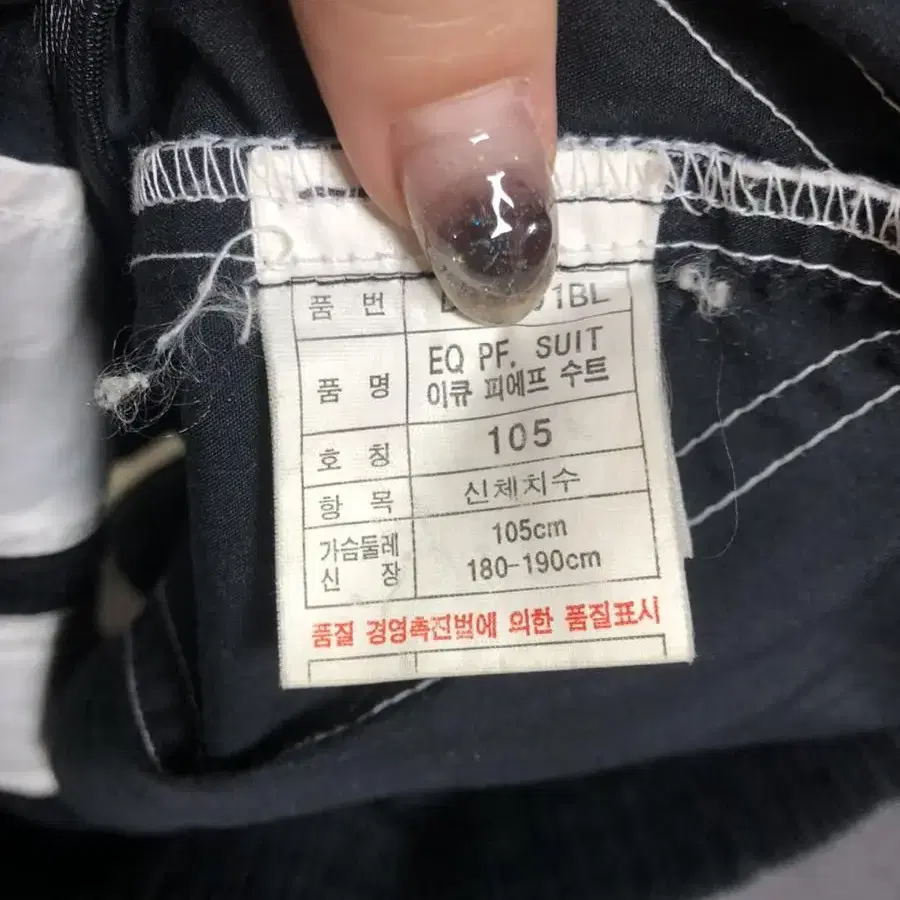 품 번 1BL
품 명 EQ PF. SUIT
이큐 피에프 수트
호 칭 105
항 목 신체치수
가슴둘레 105cm
신 장 180-190cm
품질 경영촉진법에 의한 품질표시